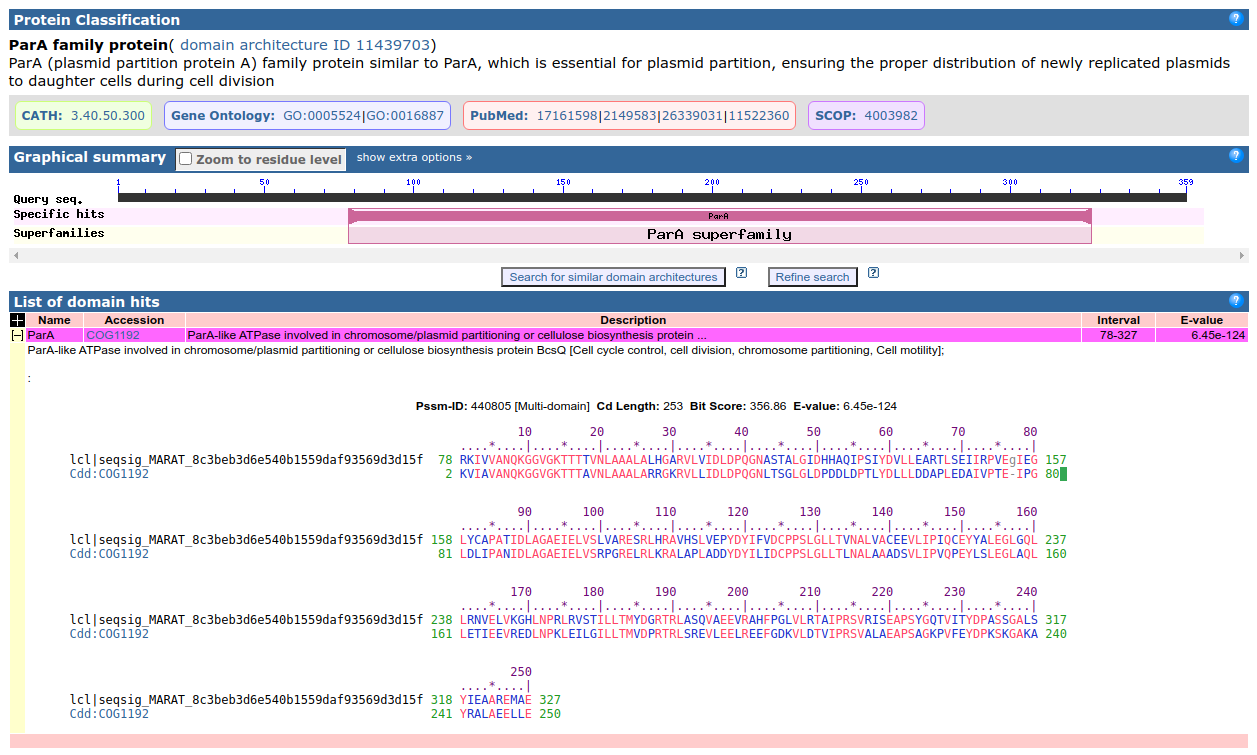 Protein Classification
?
ParA family protein( domain architecture ID 11439703)
ParA (plasmid partition protein A) family protein similar to ParA, which is essential for plasmid partition, ensuring the proper distribution of newly replicated plasmids
to daughter cells during cell division
CATH: 3.40.50.300 Gene Ontology: GO:0005524|GO:0016887 PubMed: 17161598|2149583|26339031|11522360 SCOP: 4003982
Graphical summary Zoom to residue level show extra options » ?
1 50 100 150 200 250 300 359
Query seq.
Specific hits ParA
Superfamilies ParA superfamily
Search for similar domain architectures ? Refine search ?
List of domain hits ?
Name Accession Description Interval E-value
[−] ParA COG1192 ParA-like ATPase involved in chromosome/plasmid partitioning or cellulose biosynthesis protein ... 78-327 6.45e-124
ParA-like ATPase involved in chromosome/plasmid partitioning or cellulose biosynthesis protein BcsQ [Cell cycle control, cell division, chromosome partitioning, Cell motility];
:
Pssm-ID: 440805 [Multi-domain] Cd Length: 253 Bit Score: 356.86 E-value: 6.45e-124
10 20 30 40 50 60 70 80
....*....|....*....|....*....|....*....|....*....|....*....|....*....|....*....|
lcl|seqsig_MARAT_8c3beb3d6e540b1559daf93569d3d15f 78 RKIVVANQKGGVGKTTTTVNLAAALALHGARVLVIDLDPQGNASTALGIDHHAQIPSIYDVLLEARTLSEIIRPVEgIEG 157
Cdd:COG1192 2 KVIAVANQKGGVGKTTTAVNLAAALARRGKRVLLIDLDPQGNLTSGLGLDPDDLDPTLYDLLLDDAPLEDAIVPTE-IPG 80
90 100 110 120 130 140 150 160
....*....|....*....|....*....|....*....|....*....|....*....|....*....|....*....|
lcl|seqsig_MARAT_8c3beb3d6e540b1559daf93569d3d15f 158 LYCAPATIDLAGAEIELVSLVARESRLHRAVHSLVEPYDYIFVDCPPSLGLLTVNALVACEEVLIPIQCEYYALEGLGQL 237
Cdd:COG1192 81 LDLIPANIDLAGAEIELVSRPGRELRLKRALAPLADDYDYILIDCPPSLGLLTLNALAAADSVLIPVQPEYLSLEGLAQL 160
170 180 190 200 210 220 230 240
....*....|....*....|....*....|....*....|....*....|....*....|....*....|....*....|
lcl|seqsig_MARAT_8c3beb3d6e540b1559daf93569d3d15f 238 LRNVELVKGHLNPRLRVSTILLTMYDGRTRLASQVAEEVRAHFPGLVLRTAIPRSVRISEAPSYGQTVITYDPASSGALS 317
Cdd:COG1192 161 LETIEEVREDLNPKLEILGILLTMVDPRTRLSREVLEELREEFGDKVLDTVIPRSVALAEAPSAGKPVFEYDPKSKGAKA 240
250
....*....|
lcl|seqsig_MARAT_8c3beb3d6e540b1559daf93569d3d15f 318 YIEAAREMAE 327
Cdd:COG1192 241 YRALAEELLE 250